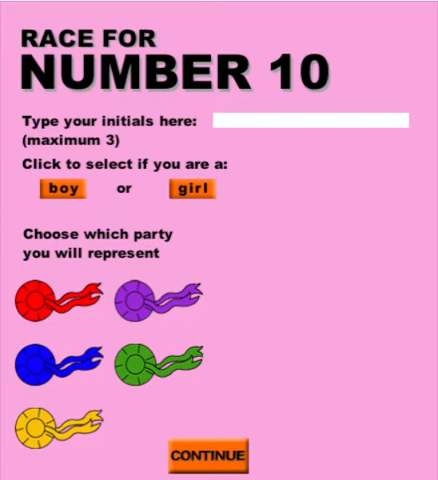 RACE FOR
NUMBER 10
Type your initials here:
(maximum 3)
Click to select if you are a:
boy or girl
Choose which party
you will represent
CONTINUE